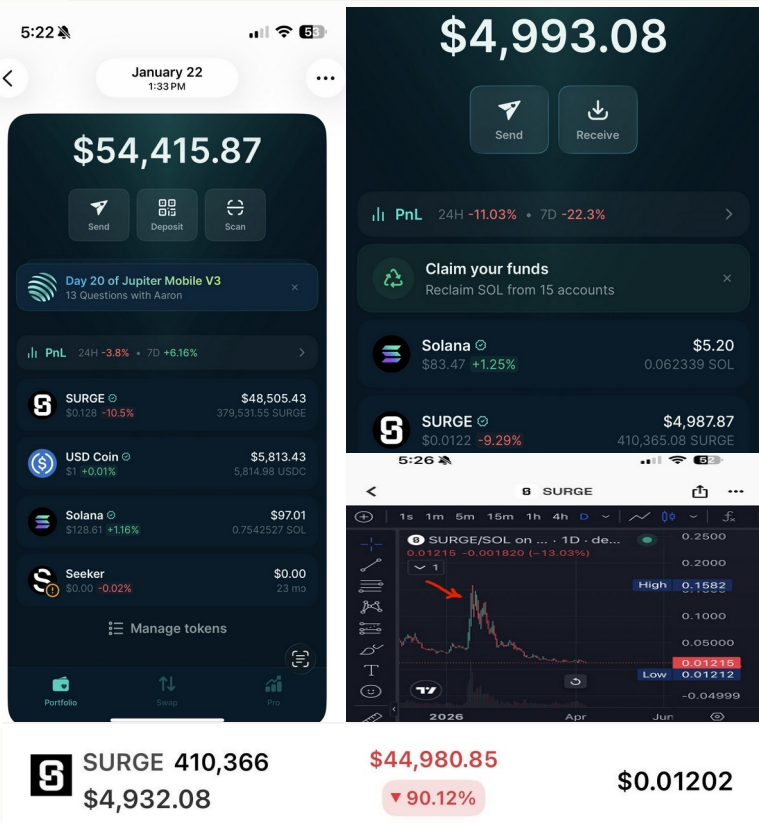 5:22
53
January 22
1:33 PM
$54,415.87
Send
Deposit
Scan
Day 20 of Jupiter Mobile V3
13 Questions with Aaron
PnL 24H -3.8% • 7D +6.16%
SURGE
$48,505.43
$0.128 -10.5%
379,531.55 SURGE
USD Coin
$5,813.43
$1 +0.01%
5,814.98 USDC
Solana
$97.01
$128.61 +1.16%
0.7542527 SOL
Seeker
$0.00
$0.00 -0.02%
Manage tokens
Portfolio
Swap
Pro
$4,993.08
Send
Receive
PnL 24H -11.03% • 7D -22.3%
Claim your funds
Reclaim SOL from 15 accounts
Solana
$5.20
$83.47 +1.25%
0.062339 SOL
SURGE
$4,987.87
$0.0122 -9.29%
410,365.08 SURGE
5:26
52
SURGE
1s 1m 5m 15m 1h 4h D
SURGE/SOL on ... · 1D · de...
0.01215 -0.001820 (-13.03%)
1
0.2500
0.2000
High 0.1582
0.1000
0.05000
0.01215
Low 0.01212
-0.04999
2026
Apr
Jun
SURGE 410,366
$4,932.08
$44,980.85
▼ 90.12%
$0.01202